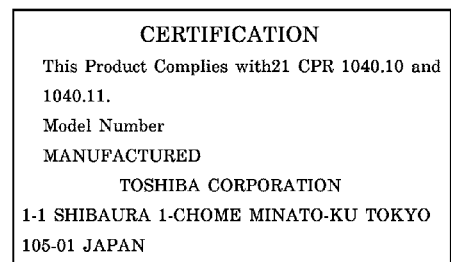 CERTIFICATION
This Product Complies with21 CPR 1040.10 and
1040.11.
Model Number
MANUFACTURED
TOSHIBA CORPORATION
1-1 SHIBAURA 1-CHOME MINATO-KU TOKYO
105-01 JAPAN